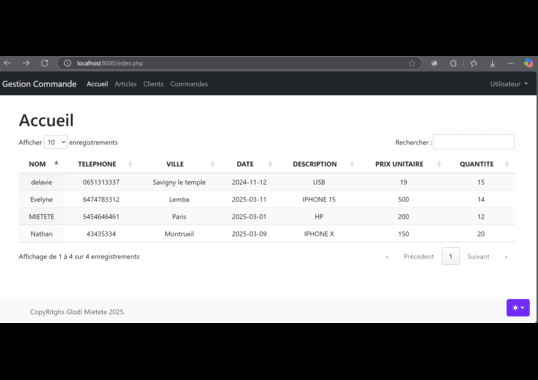 localhost:8000/index.php
Gestion Commande Accueil Articles Clients Commandes Utilisateur
Accueil
Afficher 10 enregistrements Rechercher :
NOM TELEPHONE VILLE DATE DESCRIPTION PRIX UNITAIRE QUANTITE
delavie 0651313337 Savigny le temple 2024-11-12 USB 19 15
Evelyne 6474783312 Lemba 2025-03-11 IPHONE 15 500 14
MIETETE 5454646461 Paris 2025-03-01 HP 200 12
Nathan 43435334 Montrueil 2025-03-09 IPHONE X 150 20
Affichage de 1 à 4 sur 4 enregistrements « Précédent 1 Suivant »
CopyRitghs Glodi Mietete 2025.